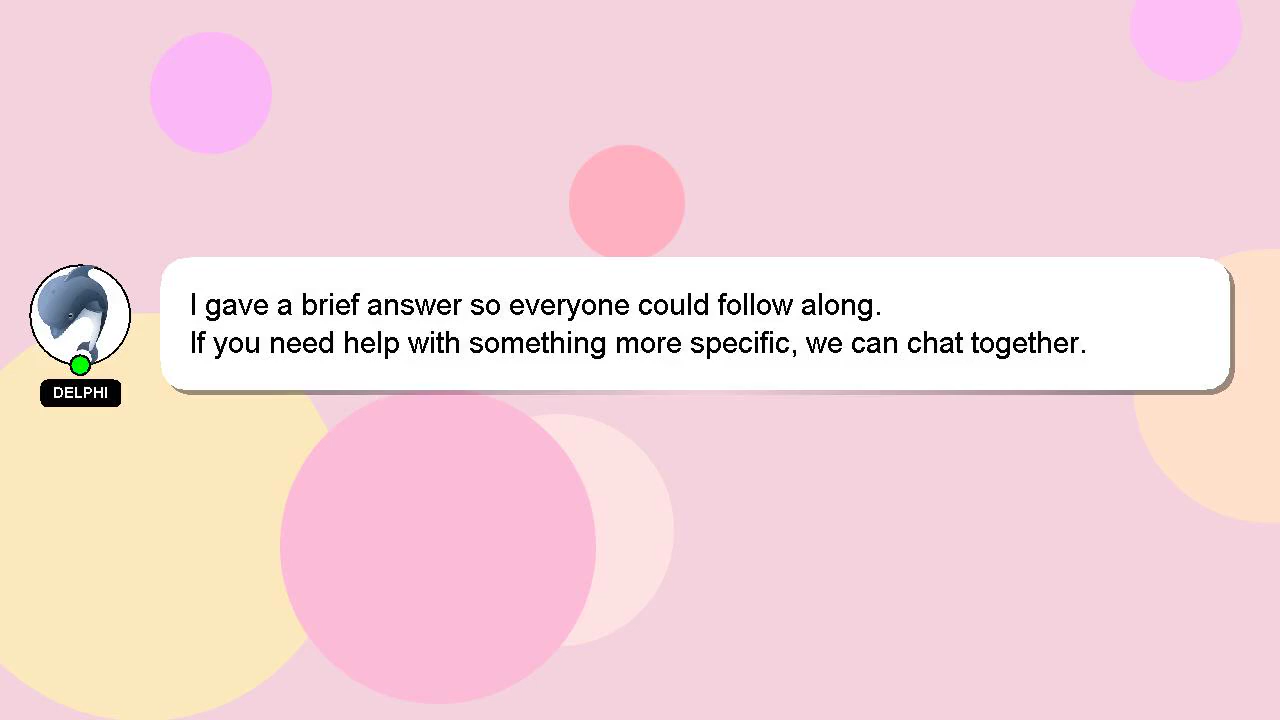 I gave a brief answer so everyone could follow along.
If you need help with something more specific, we can chat together.
DELPHI